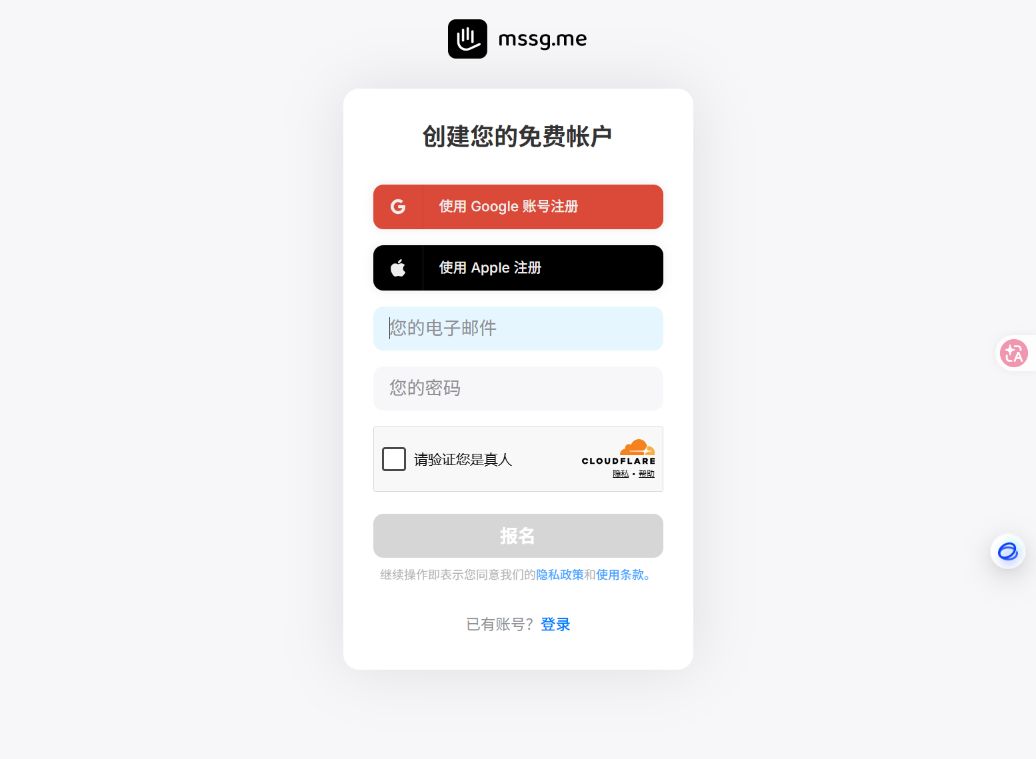 mssg.me
创建您的免费帐户
使用 Google 账号注册
使用 Apple 注册
您的电子邮件
您的密码
请验证您是真人
CLOUDFLARE
隐私 • 帮助
报名
继续操作即表示您同意我们的隐私政策和使用条款。
已有账号？登录